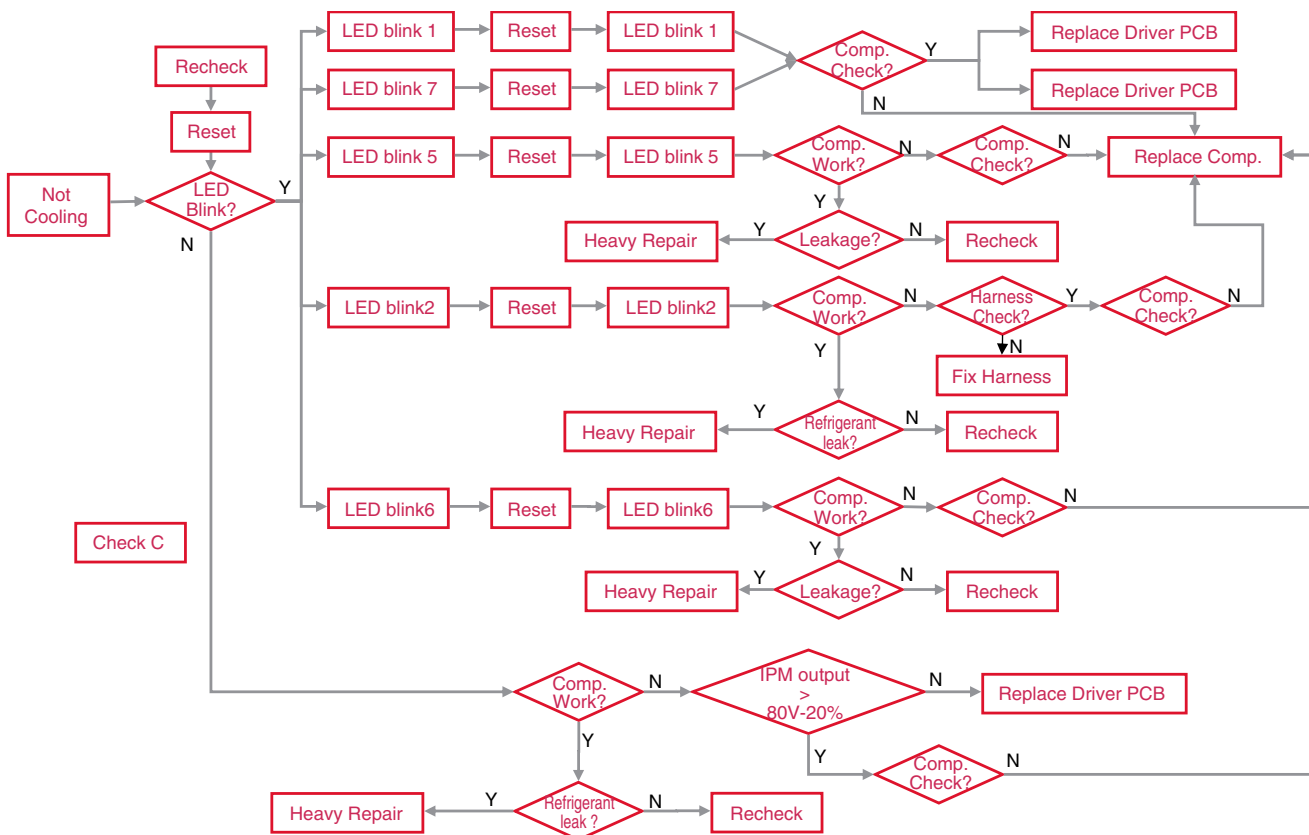 LED blink 1
Reset
LED blink 1
Comp.
Check?
Y
N
Replace Driver PCB
Replace Driver PCB
Recheck
Reset
LED blink 7
Reset
LED blink 7
LED blink 5
Reset
LED blink 5
Comp.
Work?
N
Y
Comp.
Check?
N
Replace Comp.
Not
Cooling
LED
Blink?
Y
N
Heavy Repair
Y
Leakage?
N
Recheck
LED blink2
Reset
LED blink2
Comp.
Work?
N
Y
Harness
Check?
Y
N
Comp.
Check?
N
Fix Harness
Heavy Repair
Y
Refrigerant
leak?
N
Recheck
LED blink6
Reset
LED blink6
Comp.
Work?
N
Y
Comp.
Check?
N
Check C
Heavy Repair
Y
Leakage?
N
Recheck
Comp.
Work?
N
Y
IPM output
>
80V-20%
N
Y
Replace Driver PCB
Comp.
Check?
N
Heavy Repair
Y
Refrigerant
leak ?
N
Recheck